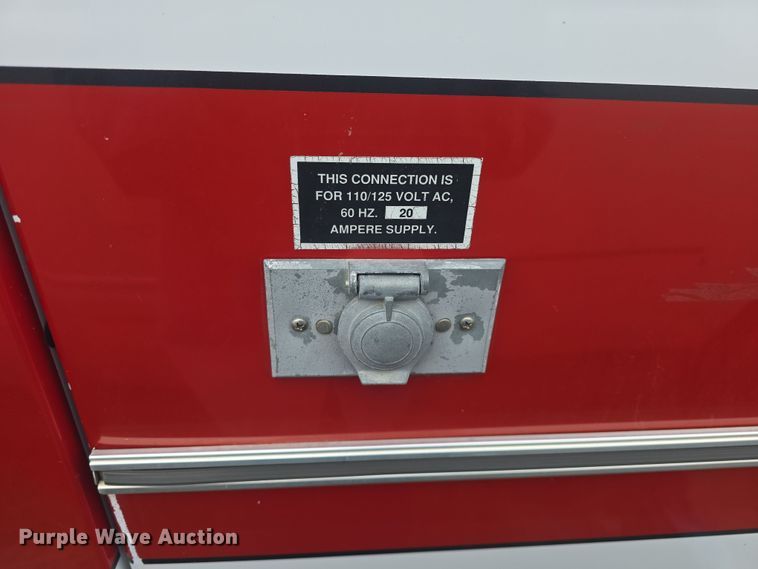 THIS CONNECTION IS
FOR 110/125 VOLT AC,
60 HZ. 20
AMPERE SUPPLY.
Purple Wave Auction